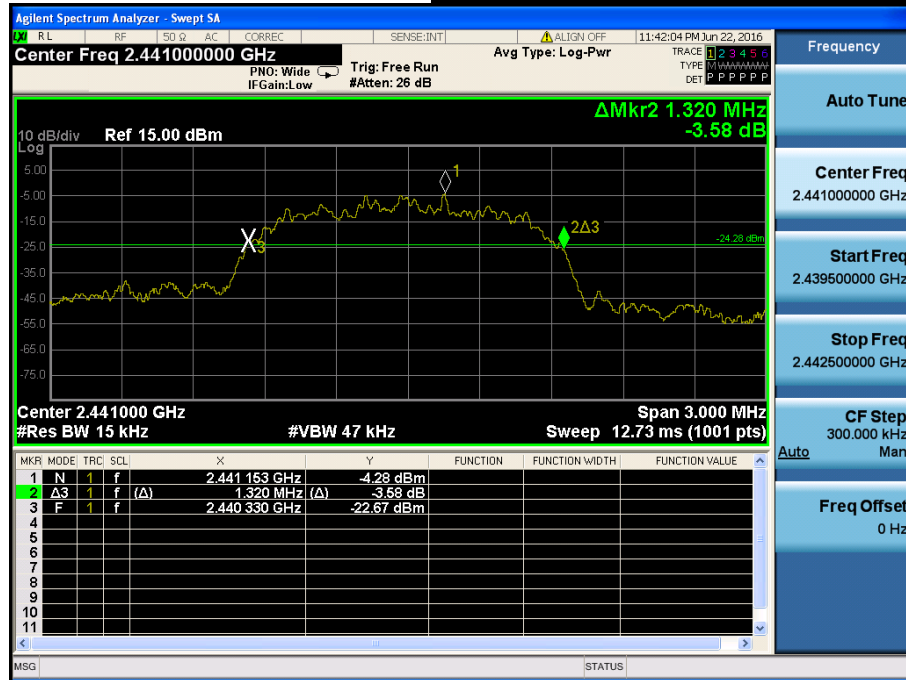 Agilent Spectrum Analyzer - Swept SA
LXI RL RF 50 Ω AC CORREC SENSE:INT ALIGN OFF 11:42:04 PM Jun 22, 2016
Center Freq 2.441000000 GHz
PNO: Wide
IFGain:Low
Trig: Free Run
#Atten: 26 dB
Avg Type: Log-Pwr
TRACE 1 2 3 4 5 6
TYPE M WWWWW
DET P P P P P P
ΔMkr2 1.320 MHz
-3.58 dB
10 dB/div Ref 15.00 dBm
Log
5.00
-5.00
-15.0
-25.0
-35.0
-45.0
-55.0
-65.0
-75.0
1
2Δ3
3
-24.28 dBm
Center 2.441000 GHz Span 3.000 MHz
#Res BW 15 kHz #VBW 47 kHz Sweep 12.73 ms (1001 pts)
MKR MODE TRC SCL X Y FUNCTION FUNCTION WIDTH FUNCTION VALUE
1 N 1 f 2.441 153 GHz -4.28 dBm
2 Δ3 1 f (Δ) 1.320 MHz (Δ) -3.58 dB
3 F 1 f 2.440 330 GHz -22.67 dBm
4
5
6
7
8
9
10
11
MSG STATUS
Frequency
Auto Tune
Center Freq
2.441000000 GHz
Start Freq
2.439500000 GHz
Stop Freq
2.442500000 GHz
CF Step
300.000 kHz
Auto Man
Freq Offset
0 Hz